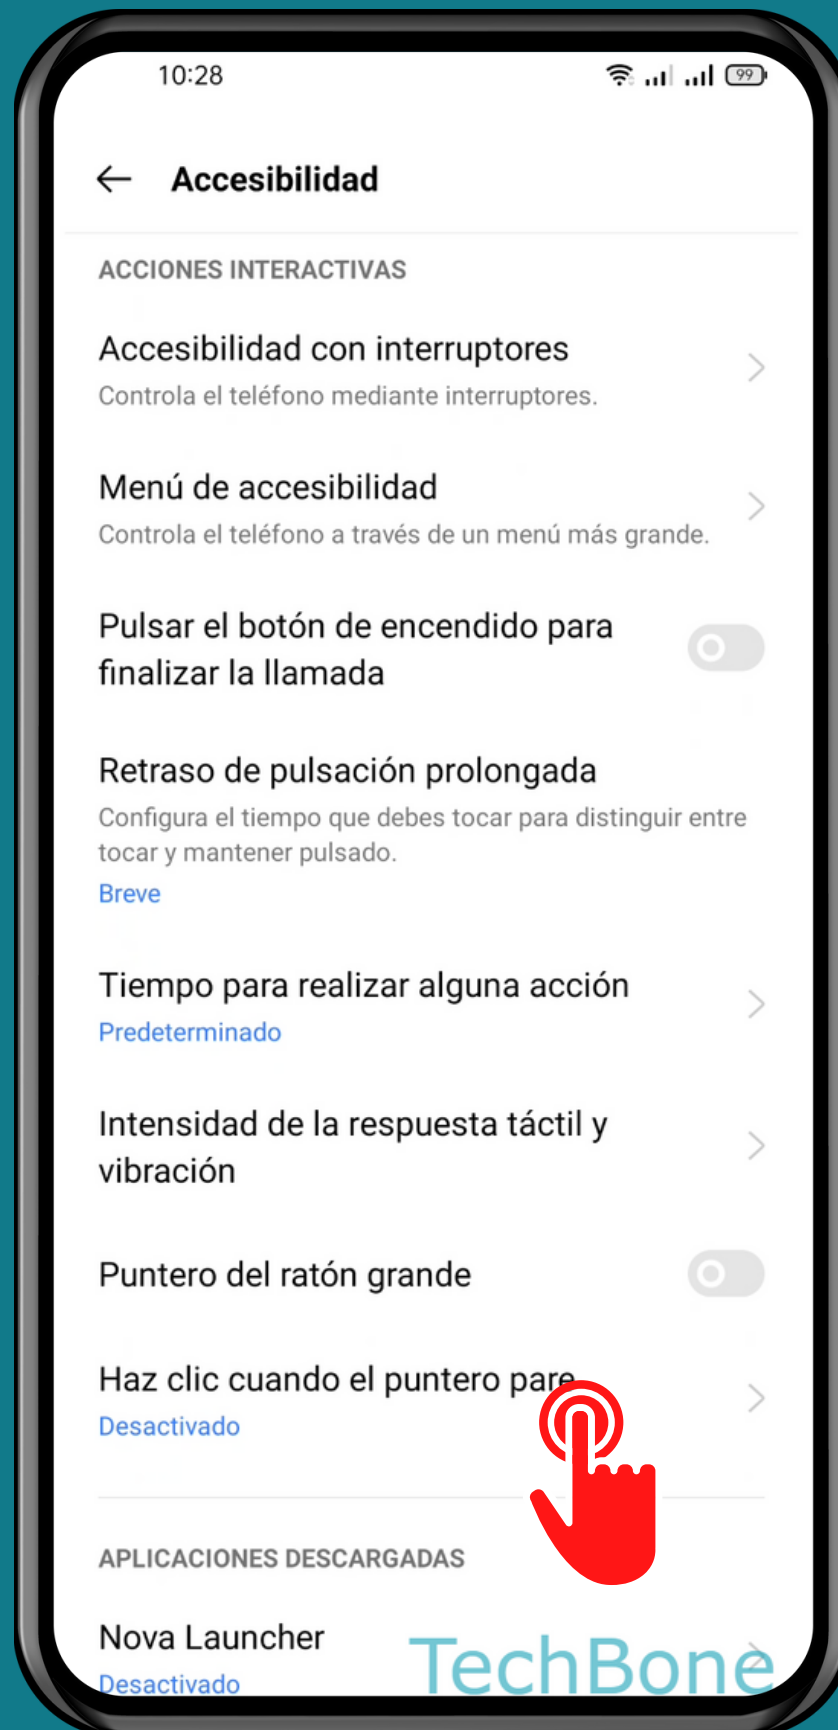 10:28
99
Accesibilidad
ACCIONES INTERACTIVAS
Accesibilidad con interruptores
Controla el teléfono mediante interruptores.
Menú de accesibilidad
Controla el teléfono a través de un menú más grande.
Pulsar el botón de encendido para
finalizar la llamada
Retraso de pulsación prolongada
Configura el tiempo que debes tocar para distinguir entre
tocar y mantener pulsado.
Breve
Tiempo para realizar alguna acción
Predeterminado
Intensidad de la respuesta táctil y
vibración
Puntero del ratón grande
Haz clic cuando el puntero pare
Desactivado
APLICACIONES DESCARGADAS
Nova Launcher
Desactivado
TechBone